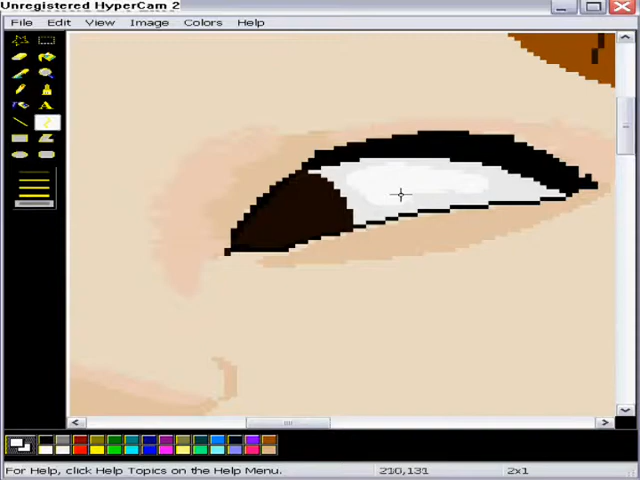 Unregistered HyperCam 2
File Edit View Image Colors Help
A
For Help, click Help Topics on the Help Menu. 210,131 2x1